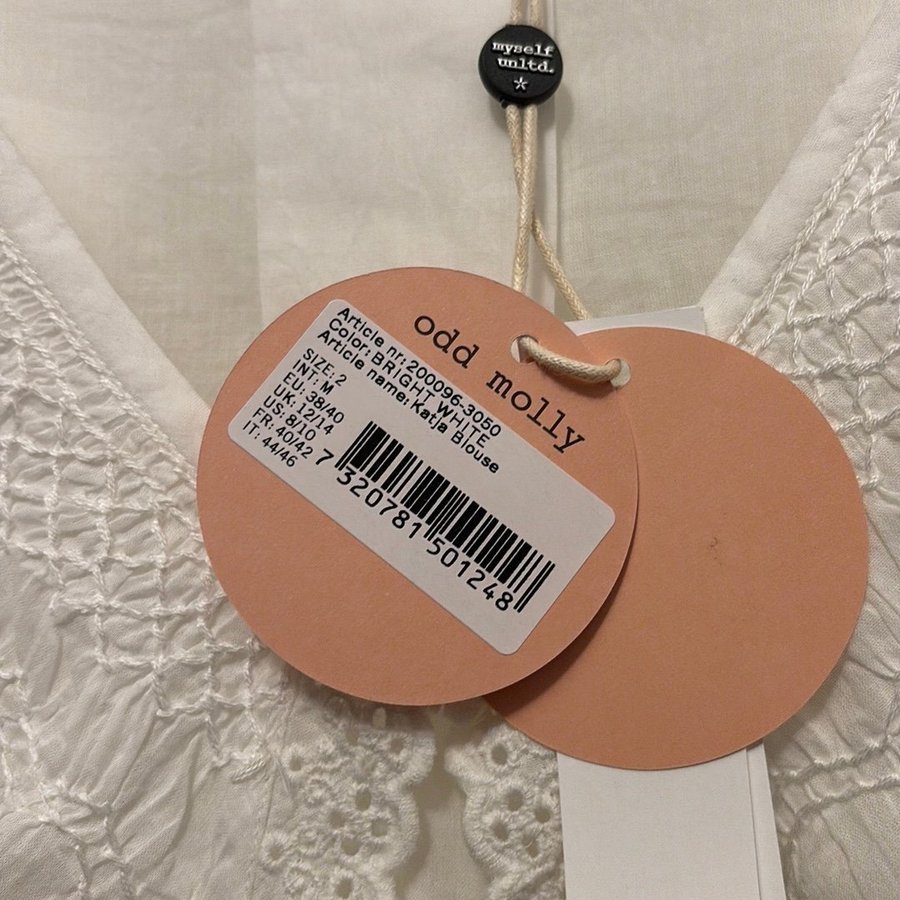 myself
unltd.
odd molly
Article nr: 200096-3050
Color: BRIGHT WHITE
Article name: Katja Blouse
SIZE: 2
INT: M
EU: 38/40
UK: 12/14
US: 8/10
FR: 40/42
IT: 44/46
7 320781 501248